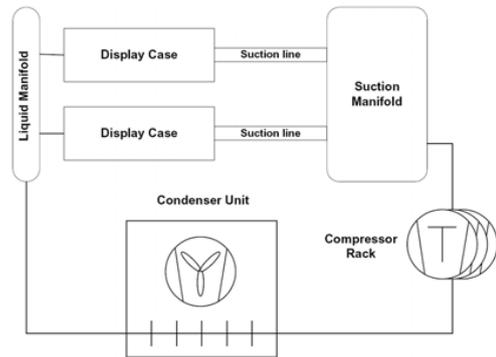 Liquid Manifold
Display Case
Suction line
Display Case
Suction line
Suction
Manifold
Condenser Unit
Compressor
Rack